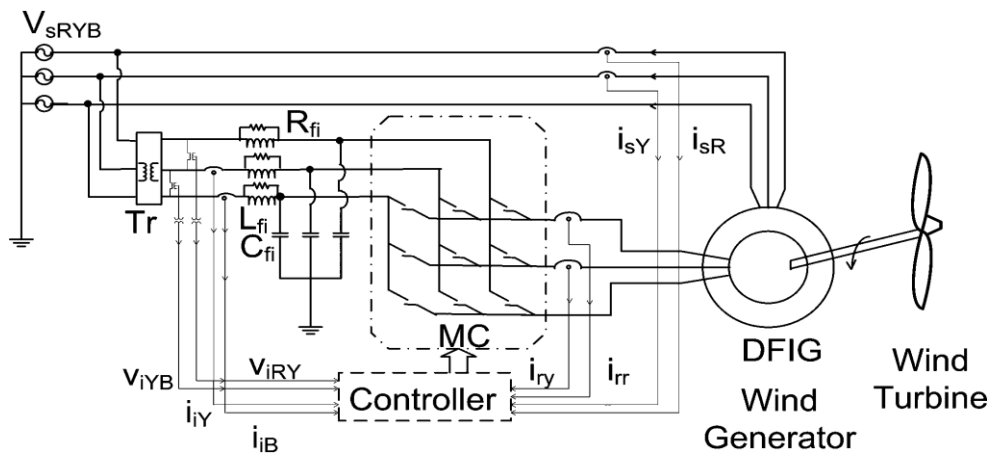 VsRYB
Rfi
isY
isR
Tr
Lfi
Cfi
MC
DFIG
Wind
Generator
Wind
Turbine
viYB
viRY
iry
irr
Controller
iiY
iiB